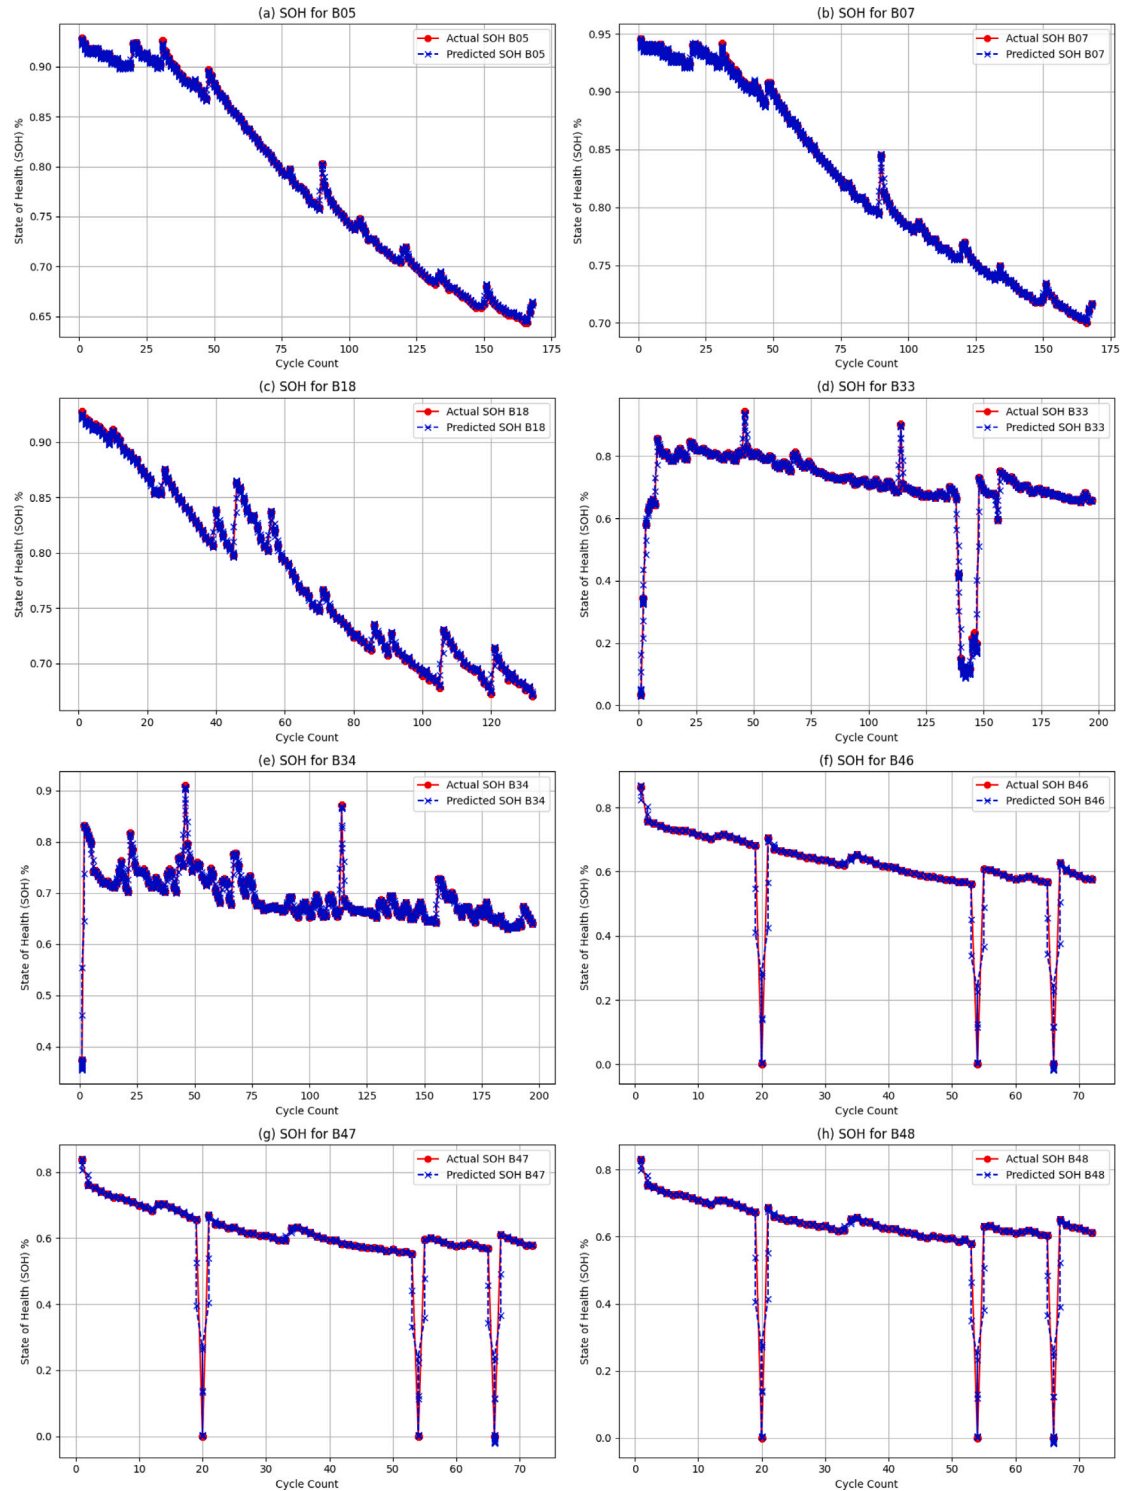 (a) SOH for B05
Actual SOH B05
Predicted SOH B05
0.90
0.85
0.80
0.75
0.70
0.65
State of Health (SOH) %
0 25 50 75 100 125 150 175
Cycle Count
(b) SOH for B07
Actual SOH B07
Predicted SOH B07
0.95
0.90
0.85
0.80
0.75
0.70
State of Health (SOH) %
0 25 50 75 100 125 150 175
Cycle Count
(c) SOH for B18
Actual SOH B18
Predicted SOH B18
0.90
0.85
0.80
0.75
0.70
State of Health (SOH) %
0 20 40 60 80 100 120
Cycle Count
(d) SOH for B33
Actual SOH B33
Predicted SOH B33
0.8
0.6
0.4
0.2
0.0
State of Health (SOH) %
0 25 50 75 100 125 150 175 200
Cycle Count
(e) SOH for B34
Actual SOH B34
Predicted SOH B34
0.9
0.8
0.7
0.6
0.5
0.4
State of Health (SOH) %
0 25 50 75 100 125 150 175 200
Cycle Count
(f) SOH for B46
Actual SOH B46
Predicted SOH B46
0.8
0.6
0.4
0.2
0.0
State of Health (SOH) %
0 10 20 30 40 50 60 70
Cycle Count
(g) SOH for B47
Actual SOH B47
Predicted SOH B47
0.8
0.6
0.4
0.2
0.0
State of Health (SOH) %
0 10 20 30 40 50 60 70
Cycle Count
(h) SOH for B48
Actual SOH B48
Predicted SOH B48
0.8
0.6
0.4
0.2
0.0
State of Health (SOH) %
0 10 20 30 40 50 60 70
Cycle Count